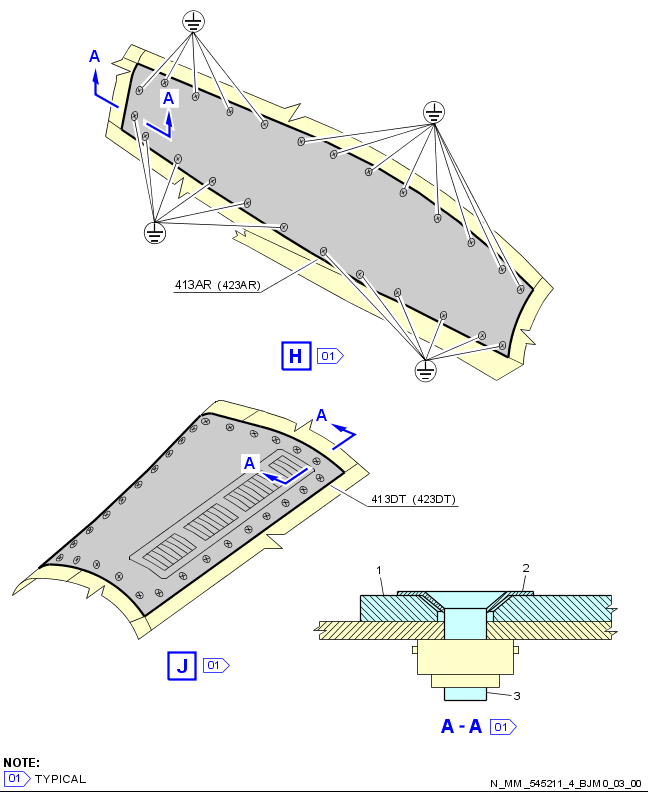 A
A
413AR (423AR)
H 01
A
A
413DT (423DT)
1
2
3
J 01
A - A 01
NOTE:
01 TYPICAL
N_MM_545211_4_BJM0_03_00